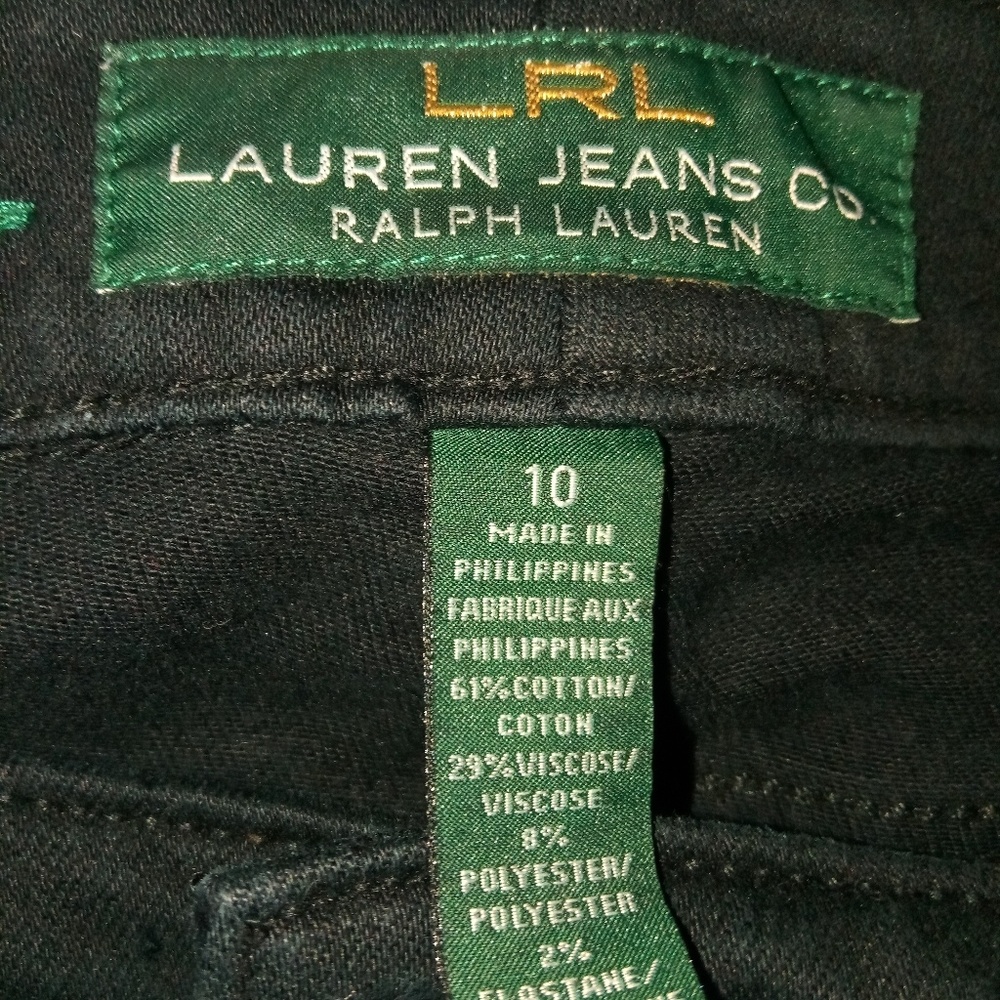 LRL
LAUREN JEANS CO.
RALPH LAUREN
10
MADE IN
PHILIPPINES
FABRIQUE AUX
PHILIPPINES
61%COTTON/
COTON
29%VISCOSE/
VISCOSE
8%
POLYESTER/
POLYESTER
2%
ELASTANE/